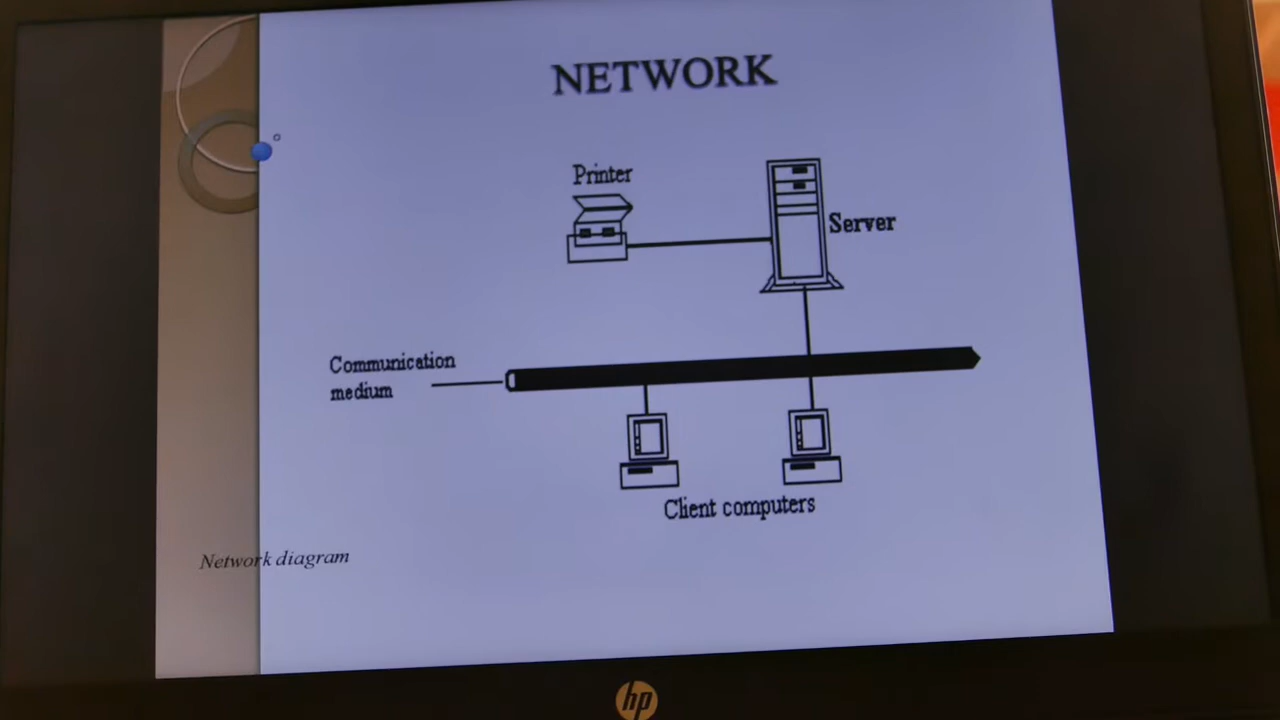 NETWORK
Printer
Server
Communication
medium
Client computers
Network diagram
hp